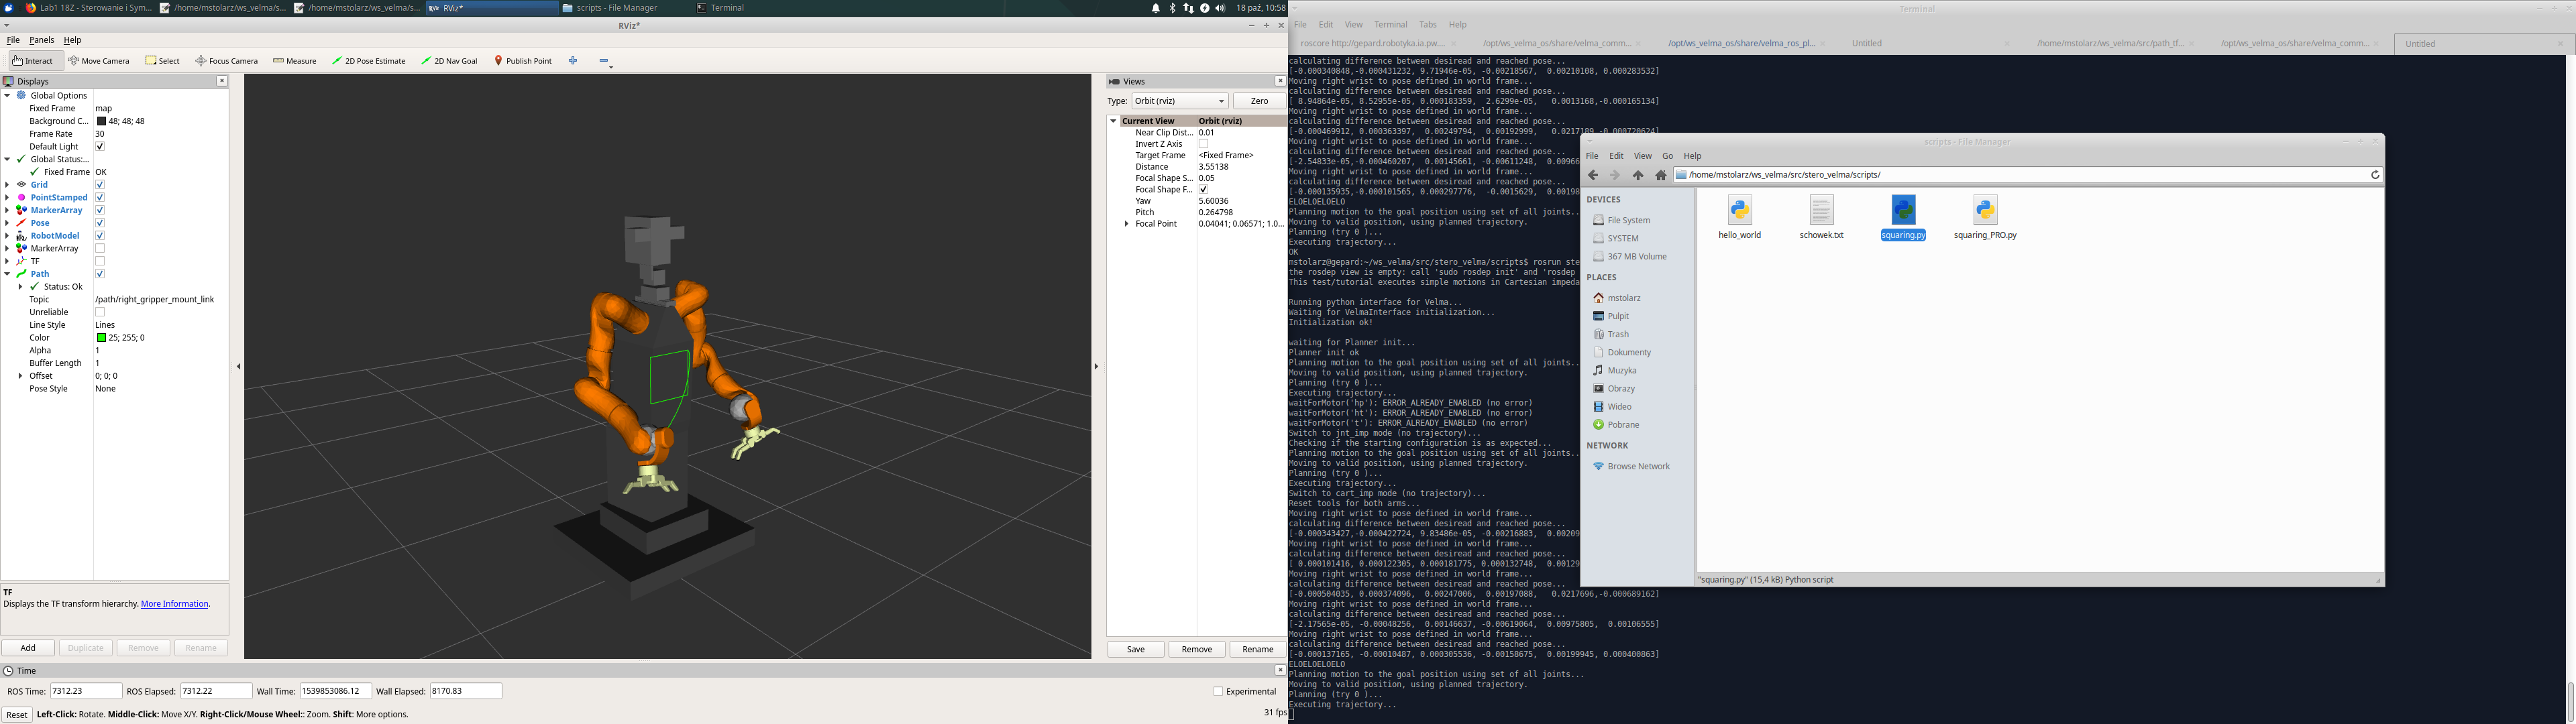 Lab1 18Z - Sterowanie i Sym...
/home/mstolarz/ws_velma/s...
/home/mstolarz/ws_velma/s...
RViz*
scripts - File Manager
Terminal
18 paź, 10:58
RViz*
File Panels Help
Interact Move Camera Select Focus Camera Measure 2D Pose Estimate 2D Nav Goal Publish Point
Displays
Global Options
Fixed Frame map
Background C... 48; 48; 48
Frame Rate 30
Default Light
Global Status:...
Fixed Frame OK
Grid
PointStamped
MarkerArray
Pose
RobotModel
MarkerArray
TF
Path
Status: Ok
Topic /path/right_gripper_mount_link
Unreliable
Line Style Lines
Color 25; 255; 0
Alpha 1
Buffer Length 1
Offset 0; 0; 0
Pose Style None
TF
Displays the TF transform hierarchy. More Information.
Add Duplicate Remove Rename
Views
Type: Orbit (rviz) Zero
Current View Orbit (rviz)
Near Clip Dist... 0.01
Invert Z Axis
Target Frame <Fixed Frame>
Distance 3.55138
Focal Shape S... 0.05
Focal Shape F...
Yaw 5.60036
Pitch 0.264798
Focal Point 0.04041; 0.06571; 1.0...
Save Remove Rename
Time
ROS Time: 7312.23 ROS Elapsed: 7312.22 Wall Time: 1539853086.12 Wall Elapsed: 8170.83 Experimental
Reset Left-Click: Rotate. Middle-Click: Move X/Y. Right-Click/Mouse Wheel:: Zoom. Shift: More options. 31 fps
Terminal
File Edit View Terminal Tabs Help
roscore http://gepard.robotyka.ia.pw....
/opt/ws_velma_os/share/velma_comm...
/opt/ws_velma_os/share/velma_ros_pl...
Untitled
/home/mstolarz/ws_velma/src/path_tf...
/opt/ws_velma_os/share/velma_comm...
Untitled
calculating difference between desiread and reached pose...
[-0.000340848,-0.000431232, 9.71946e-05, -0.00218567, 0.00210108, 0.000283532]
Moving right wrist to pose defined in world frame...
calculating difference between desiread and reached pose...
[ 8.94864e-05, 8.52955e-05, 0.000183359, 2.6299e-05, 0.0013168,-0.000165134]
Moving right wrist to pose defined in world frame...
calculating difference between desiread and reached pose...
[-0.000469912, 0.000363397, 0.00249794, 0.00192999, 0.0217189,-0.000720624]
Moving right wrist to pose defined in world frame...
calculating difference between desiread and reached pose...
[-2.54833e-05,-0.000460207, 0.00145661, -0.00611248, 0.00966
Moving right wrist to pose defined in world frame...
calculating difference between desiread and reached pose...
[-0.000135935,-0.000101565, 0.000297776, -0.0015629, 0.00198
ELOELOELOELO
Planning motion to the goal position using set of all joints..
Moving to valid position, using planned trajectory.
Planning (try 0 )...
Executing trajectory...
OK
mstolarz@gepard:~/ws_velma/src/stero_velma/scripts$ rosrun ste
the rosdep view is empty: call 'sudo rosdep init' and 'rosdep
This test/tutorial executes simple motions in Cartesian impeda
Running python interface for Velma...
Waiting for VelmaInterface initialization...
Initialization ok!
waiting for Planner init...
Planner init ok
Planning motion to the goal position using set of all joints..
Moving to valid position, using planned trajectory.
Planning (try 0 )...
Executing trajectory...
waitForMotor('hp'): ERROR_ALREADY_ENABLED (no error)
waitForMotor('ht'): ERROR_ALREADY_ENABLED (no error)
waitForMotor('t'): ERROR_ALREADY_ENABLED (no error)
Switch to jnt_imp mode (no trajectory)...
Checking if the starting configuration is as expected...
Planning motion to the goal position using set of all joints..
Moving to valid position, using planned trajectory.
Planning (try 0 )...
Executing trajectory...
Switch to cart_imp mode (no trajectory)...
Reset tools for both arms...
Moving right wrist to pose defined in world frame...
calculating difference between desiread and reached pose...
[-0.000343427,-0.000422724, 9.83486e-05, -0.00216883, 0.00209
Moving right wrist to pose defined in world frame...
calculating difference between desiread and reached pose...
[ 0.000101416, 0.000122305, 0.000181775, 0.000132748, 0.00129
Moving right wrist to pose defined in world frame...
calculating difference between desiread and reached pose...
[-0.000504035, 0.000374096, 0.00247006, 0.00197088, 0.0217696,-0.000689162]
Moving right wrist to pose defined in world frame...
calculating difference between desiread and reached pose...
[-2.17565e-05, -0.00048256, 0.00146637, -0.00619064, 0.00975805, 0.00106555]
Moving right wrist to pose defined in world frame...
calculating difference between desiread and reached pose...
[-0.000137165, -0.00010487, 0.000305536, -0.00158675, 0.00199945, 0.000400863]
ELOELOELOELO
Planning motion to the goal position using set of all joints...
Moving to valid position, using planned trajectory.
Planning (try 0 )...
Executing trajectory...
scripts - File Manager
File Edit View Go Help
/home/mstolarz/ws_velma/src/stero_velma/scripts/
DEVICES
File System
SYSTEM
367 MB Volume
PLACES
mstolarz
Pulpit
Trash
Dokumenty
Muzyka
Obrazy
Wideo
Pobrane
NETWORK
Browse Network
hello_world schowek.txt squaring.py squaring_PRO.py
"squaring.py" (15,4 kB) Python script